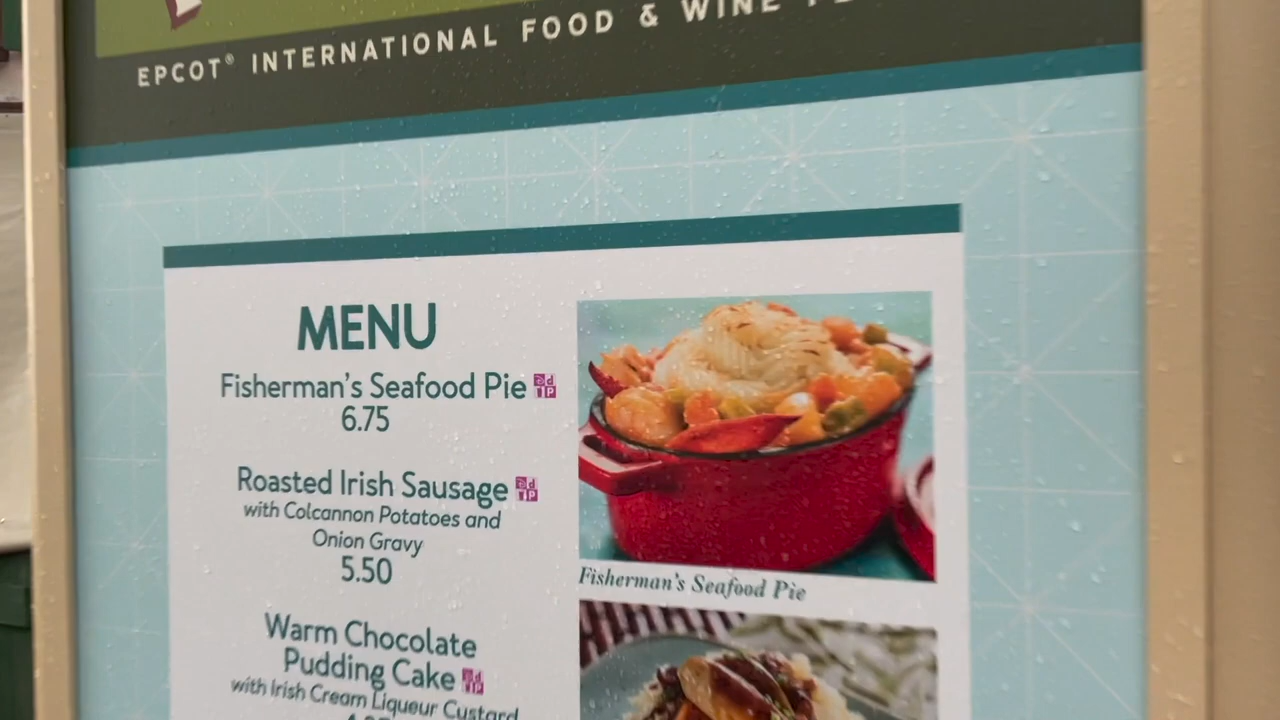 EPCOT® INTERNATIONAL FOOD & WINE
MENU
Fisherman's Seafood Pie
6.75
Roasted Irish Sausage
with Colcannon Potatoes and
Onion Gravy
5.50
Warm Chocolate
Pudding Cake
with Irish Cream Liqueur Custard
Fisherman's Seafood Pie